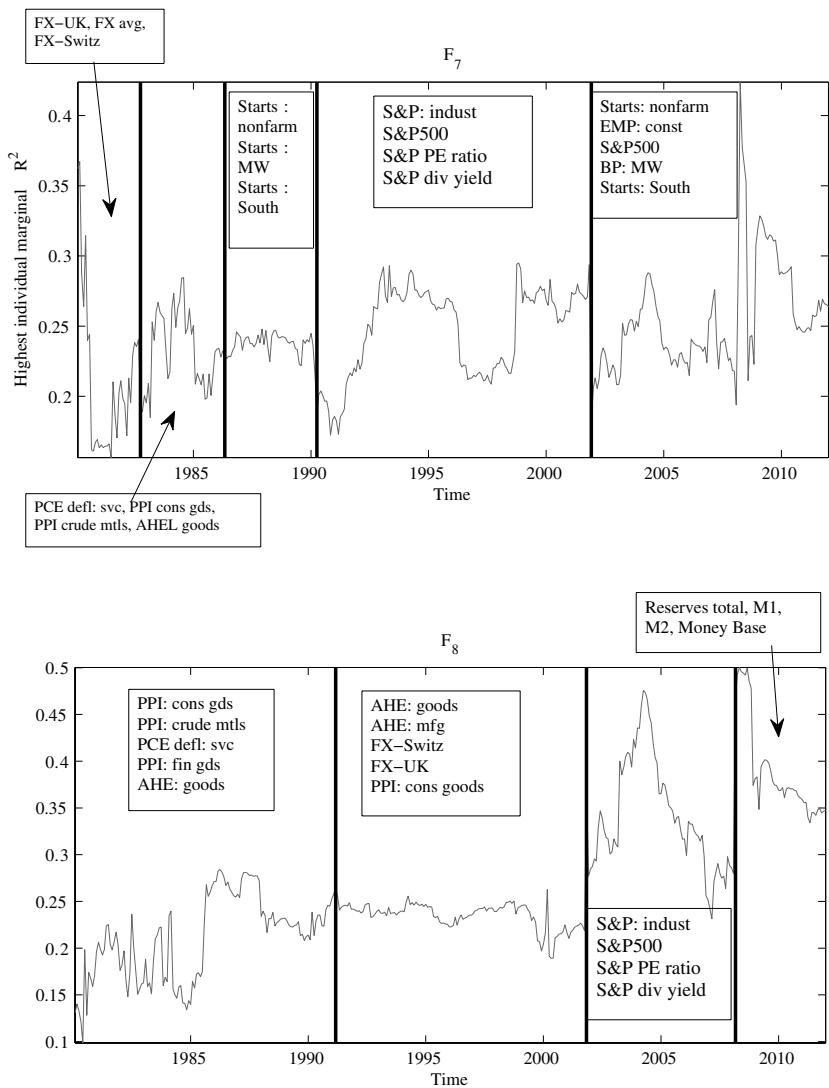 FX−UK, FX avg,
FX−Switz
F7
Highest individual marginal R2
0.4
0.35
0.3
0.25
0.2
Starts :
nonfarm
Starts :
MW
Starts :
South
S&P: indust
S&P500
S&P PE ratio
S&P div yield
Starts: nonfarm
EMP: const
S&P500
BP: MW
Starts: South
1985 1990 1995 2000 2005 2010
Time
PCE defl: svc, PPI cons gds,
PPI crude mtls, AHEL goods
Reserves total, M1,
M2, Money Base
F8
0.5
0.45
0.4
0.35
0.3
0.25
0.2
0.15
0.1
PPI: cons gds
PPI: crude mtls
PCE defl: svc
PPI: fin gds
AHE: goods
AHE: goods
AHE: mfg
FX−Switz
FX−UK
PPI: cons goods
S&P: indust
S&P500
S&P PE ratio
S&P div yield
1985 1990 1995 2000 2005 2010
Time